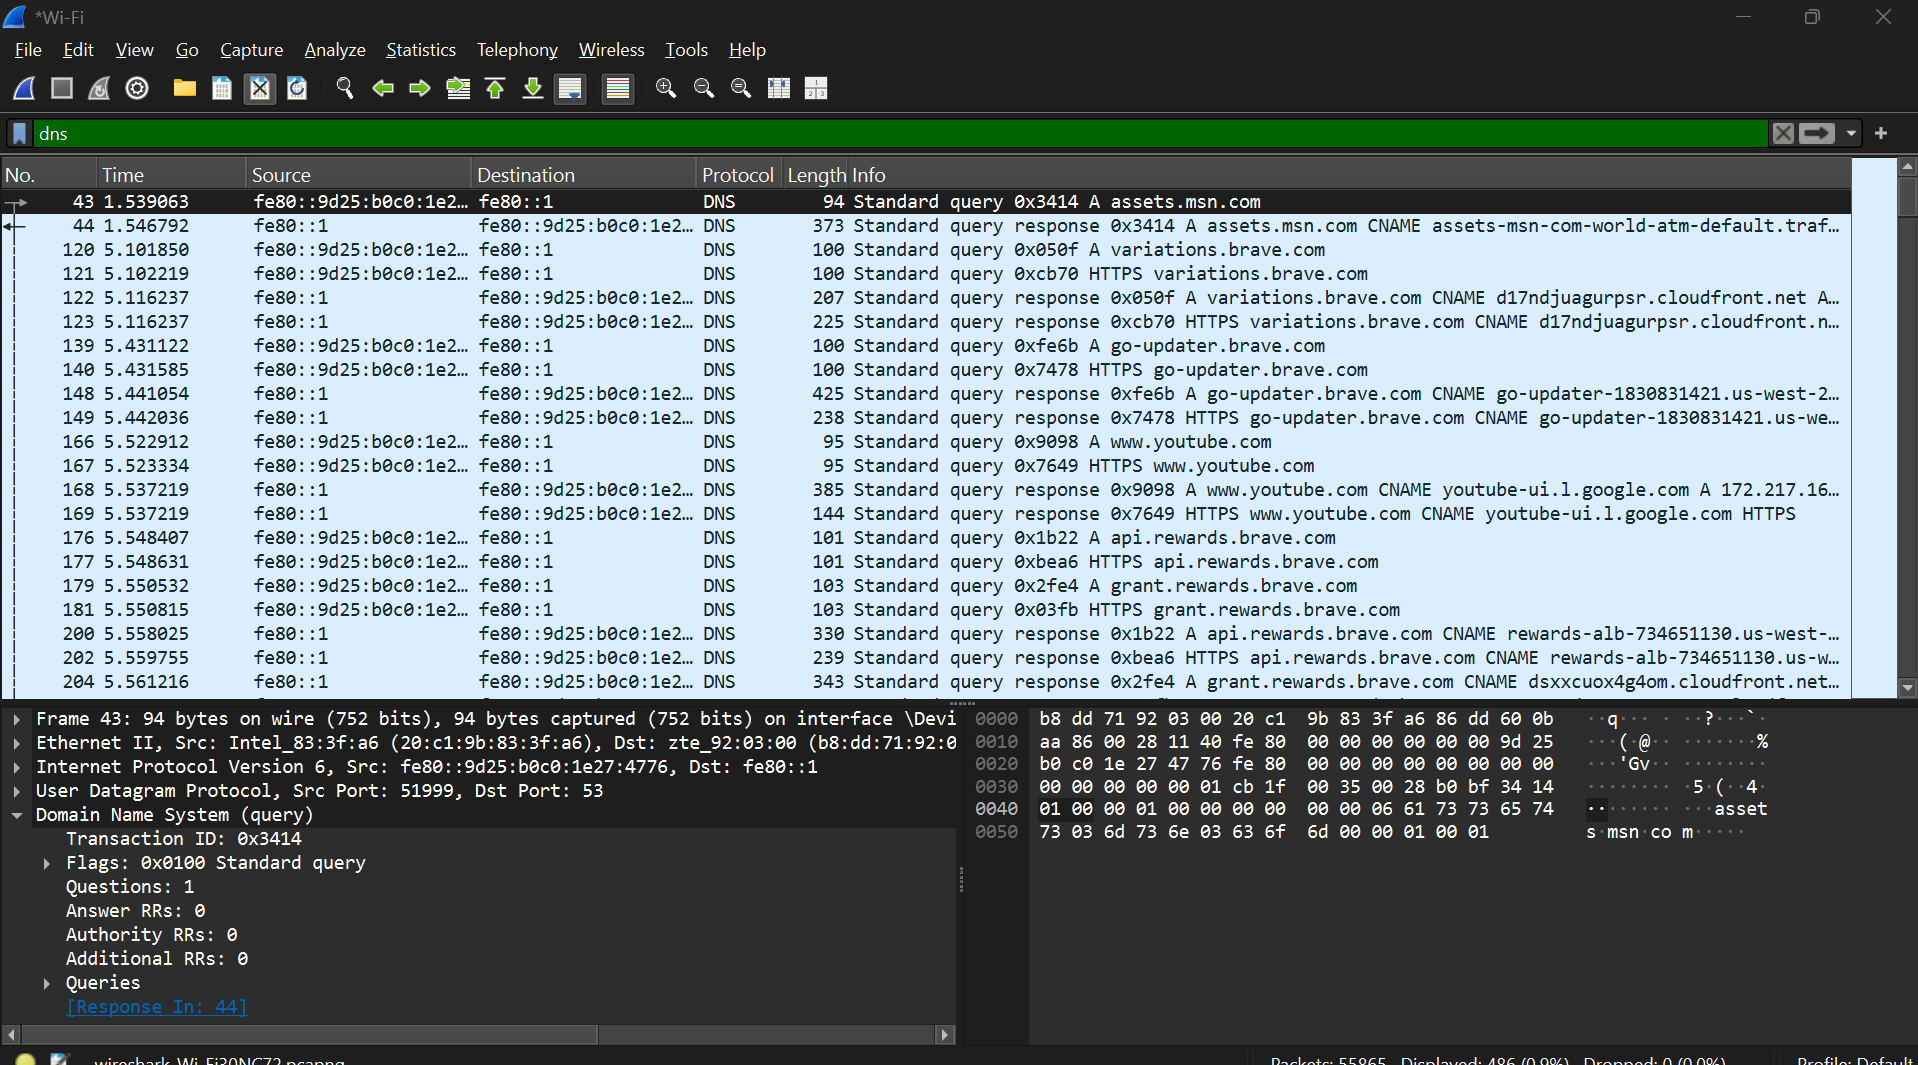 *Wi-Fi
File Edit View Go Capture Analyze Statistics Telephony Wireless Tools Help
dns
No. Time Source Destination Protocol Length Info
43 1.539063 fe80::9d25:b0c0:1e2… fe80::1 DNS 94 Standard query 0x3414 A assets.msn.com
44 1.546792 fe80::1 fe80::9d25:b0c0:1e2… DNS 373 Standard query response 0x3414 A assets.msn.com CNAME assets-msn-com-world-atm-default.traf…
120 5.101850 fe80::9d25:b0c0:1e2… fe80::1 DNS 100 Standard query 0x050f A variations.brave.com
121 5.102219 fe80::9d25:b0c0:1e2… fe80::1 DNS 100 Standard query 0xcb70 HTTPS variations.brave.com
122 5.116237 fe80::1 fe80::9d25:b0c0:1e2… DNS 207 Standard query response 0x050f A variations.brave.com CNAME d17ndjuagurpsr.cloudfront.net A…
123 5.116237 fe80::1 fe80::9d25:b0c0:1e2… DNS 225 Standard query response 0xcb70 HTTPS variations.brave.com CNAME d17ndjuagurpsr.cloudfront.n…
139 5.431122 fe80::9d25:b0c0:1e2… fe80::1 DNS 100 Standard query 0xfe6b A go-updater.brave.com
140 5.431585 fe80::9d25:b0c0:1e2… fe80::1 DNS 100 Standard query 0x7478 HTTPS go-updater.brave.com
148 5.441054 fe80::1 fe80::9d25:b0c0:1e2… DNS 425 Standard query response 0xfe6b A go-updater.brave.com CNAME go-updater-1830831421.us-west-2…
149 5.442036 fe80::1 fe80::9d25:b0c0:1e2… DNS 238 Standard query response 0x7478 HTTPS go-updater.brave.com CNAME go-updater-1830831421.us-we…
166 5.522912 fe80::9d25:b0c0:1e2… fe80::1 DNS 95 Standard query 0x9098 A www.youtube.com
167 5.523334 fe80::9d25:b0c0:1e2… fe80::1 DNS 95 Standard query 0x7649 HTTPS www.youtube.com
168 5.537219 fe80::1 fe80::9d25:b0c0:1e2… DNS 385 Standard query response 0x9098 A www.youtube.com CNAME youtube-ui.l.google.com A 172.217.16…
169 5.537219 fe80::1 fe80::9d25:b0c0:1e2… DNS 144 Standard query response 0x7649 HTTPS www.youtube.com CNAME youtube-ui.l.google.com HTTPS
176 5.548407 fe80::9d25:b0c0:1e2… fe80::1 DNS 101 Standard query 0x1b22 A api.rewards.brave.com
177 5.548631 fe80::9d25:b0c0:1e2… fe80::1 DNS 101 Standard query 0xbea6 HTTPS api.rewards.brave.com
179 5.550532 fe80::9d25:b0c0:1e2… fe80::1 DNS 103 Standard query 0x2fe4 A grant.rewards.brave.com
181 5.550815 fe80::9d25:b0c0:1e2… fe80::1 DNS 103 Standard query 0x03fb HTTPS grant.rewards.brave.com
200 5.558025 fe80::1 fe80::9d25:b0c0:1e2… DNS 330 Standard query response 0x1b22 A api.rewards.brave.com CNAME rewards-alb-734651130.us-west-…
202 5.559755 fe80::1 fe80::9d25:b0c0:1e2… DNS 239 Standard query response 0xbea6 HTTPS api.rewards.brave.com CNAME rewards-alb-734651130.us-w…
204 5.561216 fe80::1 fe80::9d25:b0c0:1e2… DNS 343 Standard query response 0x2fe4 A grant.rewards.brave.com CNAME dsxxcuox4g4om.cloudfront.net…
Frame 43: 94 bytes on wire (752 bits), 94 bytes captured (752 bits) on interface \Devi
Ethernet II, Src: Intel_83:3f:a6 (20:c1:9b:83:3f:a6), Dst: zte_92:03:00 (b8:dd:71:92:0
Internet Protocol Version 6, Src: fe80::9d25:b0c0:1e27:4776, Dst: fe80::1
User Datagram Protocol, Src Port: 51999, Dst Port: 53
Domain Name System (query)
Transaction ID: 0x3414
Flags: 0x0100 Standard query
Questions: 1
Answer RRs: 0
Authority RRs: 0
Additional RRs: 0
Queries
[Response In: 44]
0000 b8 dd 71 92 03 00 20 c1 9b 83 3f a6 86 dd 60 0b ··q··· · ··?···`·
0010 aa 86 00 28 11 40 fe 80 00 00 00 00 00 00 9d 25 ···(·@·· ·······%
0020 b0 c0 1e 27 47 76 fe 80 00 00 00 00 00 00 00 00 ···'Gv·· ········
0030 00 00 00 00 00 01 cb 1f 00 35 00 28 b0 bf 34 14 ········ ·5·(··4·
0040 01 00 00 01 00 00 00 00 00 00 06 61 73 73 65 74 ········ ···asset
0050 73 03 6d 73 6e 03 63 6f 6d 00 00 01 00 01 s·msn·co m·····
wireshark_Wi-Fi30NC72.pcapng Packets: 55865 Displayed: 486 (0.9%) Dropped: 0 (0.0%) Profile: Default